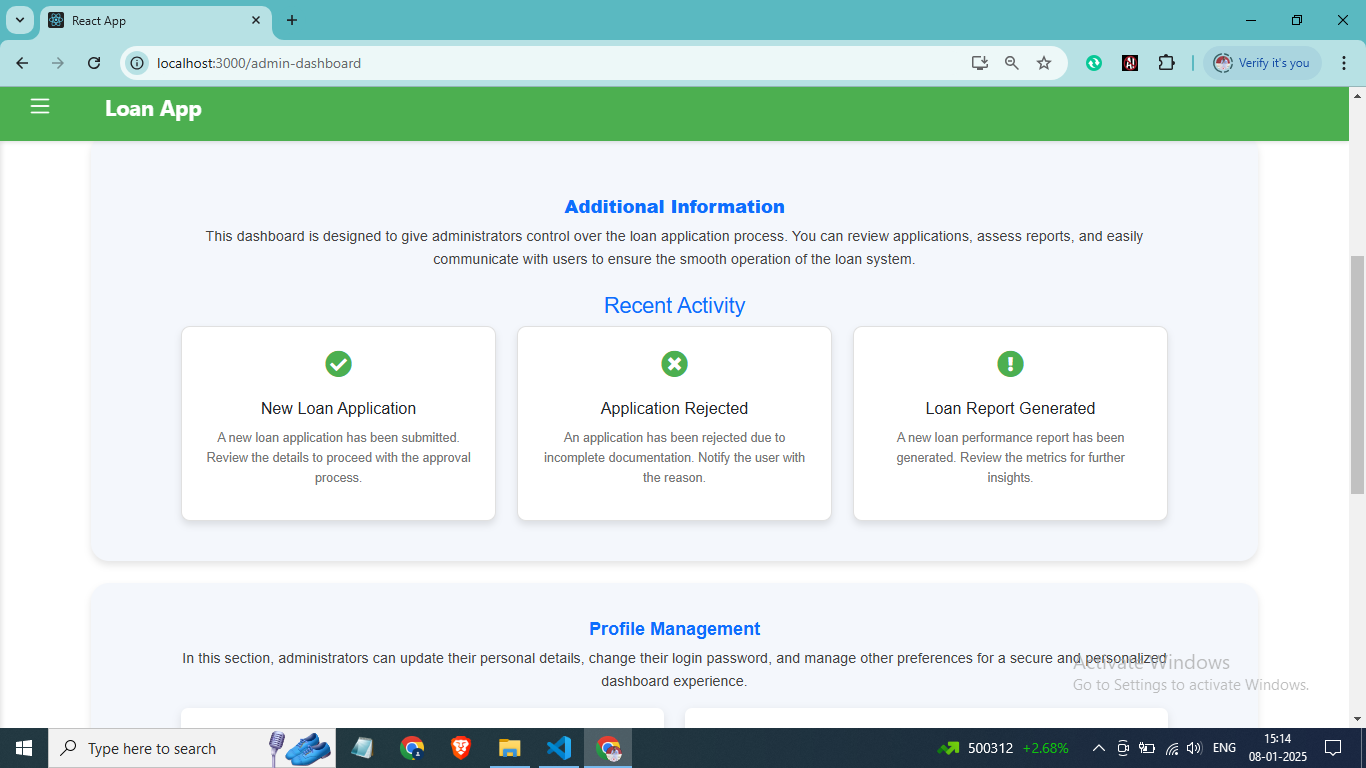 React App
localhost:3000/admin-dashboard
Verify it's you
Loan App
Additional Information
This dashboard is designed to give administrators control over the loan application process. You can review applications, assess reports, and easily
communicate with users to ensure the smooth operation of the loan system.
Recent Activity
New Loan Application
A new loan application has been submitted.
Review the details to proceed with the approval
process.
Application Rejected
An application has been rejected due to
incomplete documentation. Notify the user with
the reason.
Loan Report Generated
A new loan performance report has been
generated. Review the metrics for further
insights.
Profile Management
In this section, administrators can update their personal details, change their login password, and manage other preferences for a secure and personalized
dashboard experience.
Activate Windows
Go to Settings to activate Windows.
Type here to search
500312 +2.68%
ENG
15:14
08-01-2025